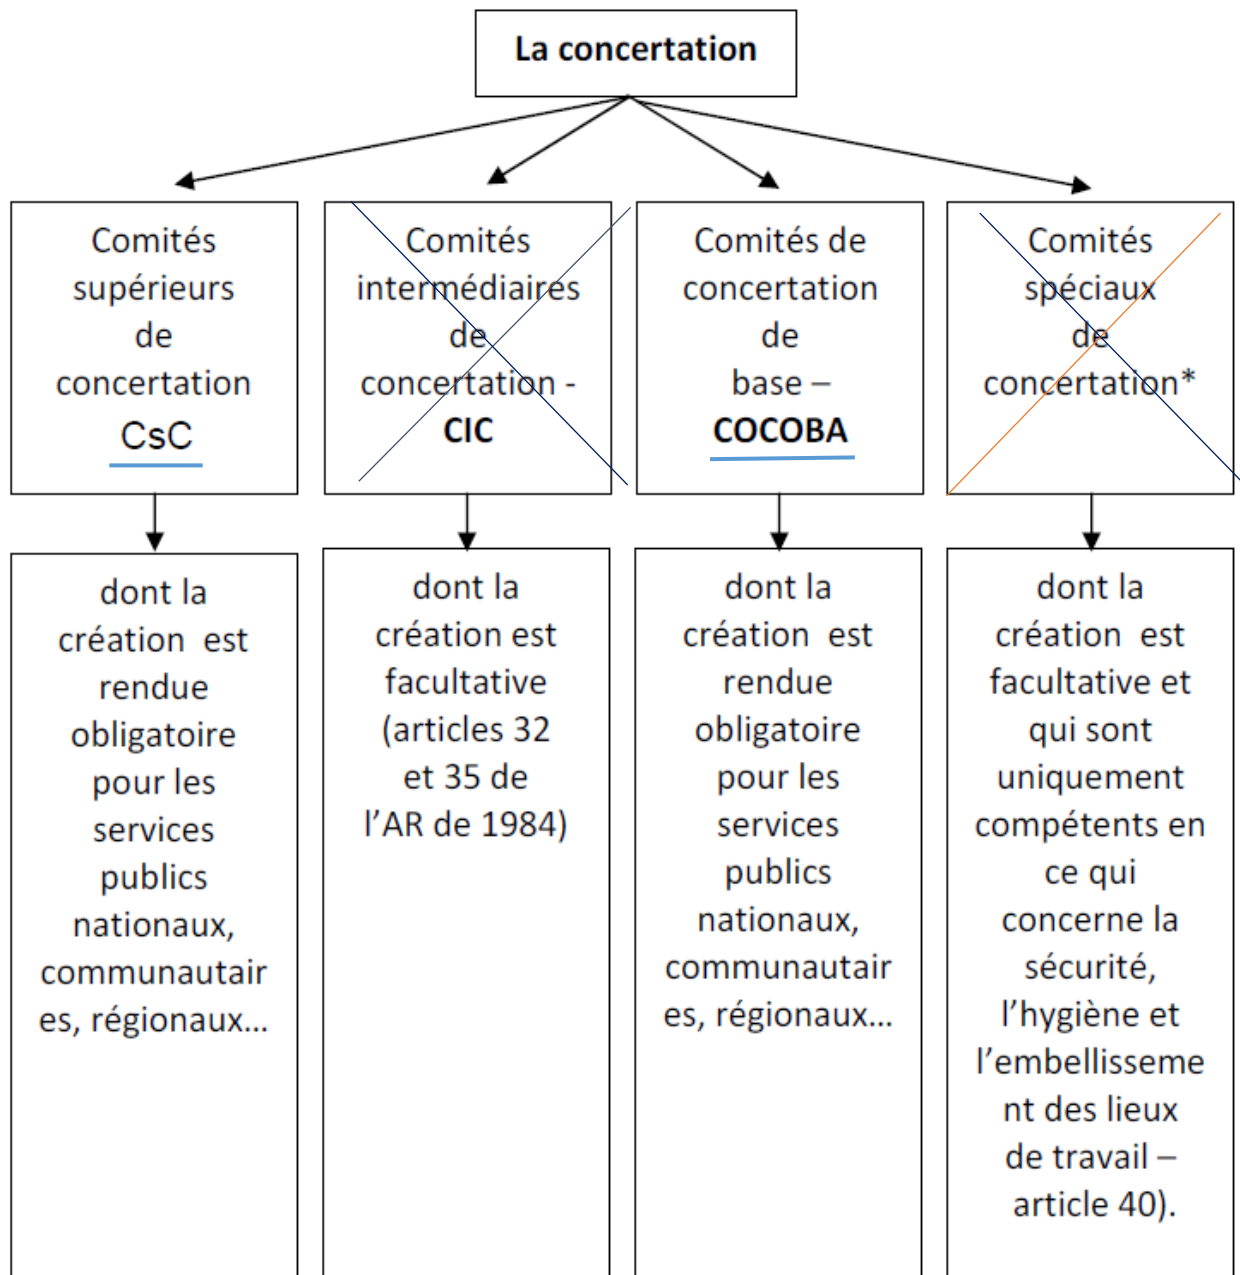 La concertation
Comités
supérieurs
de
concertation
CsC
Comités
intermédiaires
de
concertation -
CIC
Comités de
concertation
de
base –
COCOBA
Comités
spéciaux
de
concertation*
dont la
création est
rendue
obligatoire
pour les
services
publics
nationaux,
communautair
es, régionaux...
dont la
création est
facultative
(articles 32
et 35 de
l'AR de 1984)
dont la
création est
rendue
obligatoire
pour les
services
publics
nationaux,
communautair
es, régionaux...
dont la
création est
facultative et
qui sont
uniquement
compétents en
ce qui
concerne la
sécurité,
l'hygiène et
l'embellisseme
nt des lieux
de travail –
article 40).